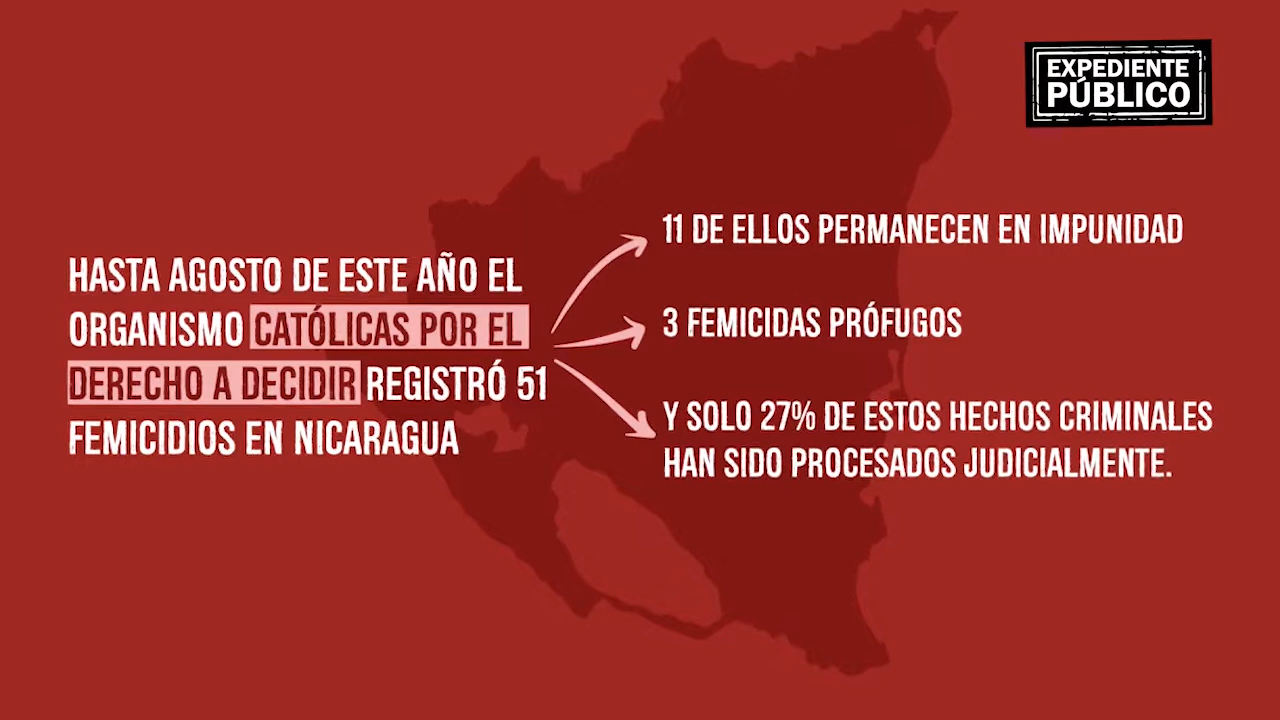 EXPEDIENTE
PÚBLICO
HASTA AGOSTO DE ESTE AÑO EL
ORGANISMO CATÓLICAS POR EL
DERECHO A DECIDIR REGISTRÓ 51
FEMICIDIOS EN NICARAGUA
11 DE ELLOS PERMANECEN EN IMPUNIDAD
3 FEMICIDAS PRÓFUGOS
Y SOLO 27% DE ESTOS HECHOS CRIMINALES
HAN SIDO PROCESADOS JUDICIALMENTE.